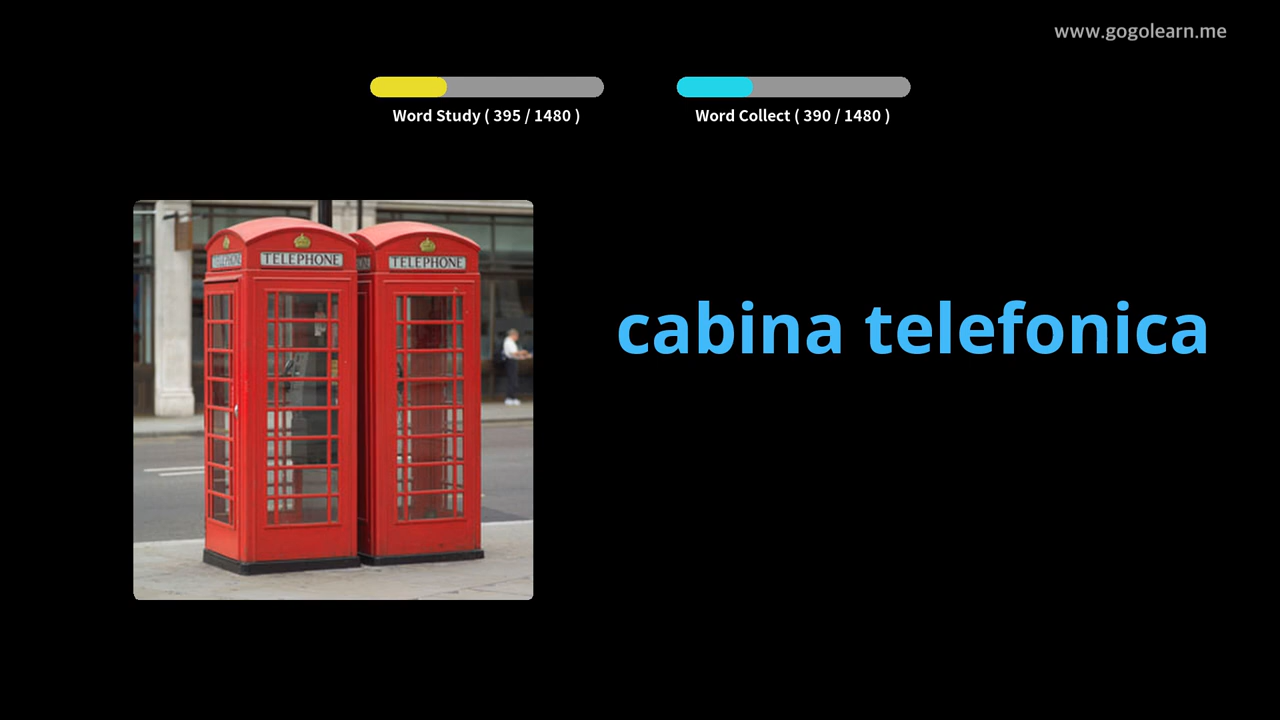 www.gogolearn.me
Word Study ( 395 / 1480 )
Word Collect ( 390 / 1480 )
TELEPHONE
TELEPHONE
cabina telefonica